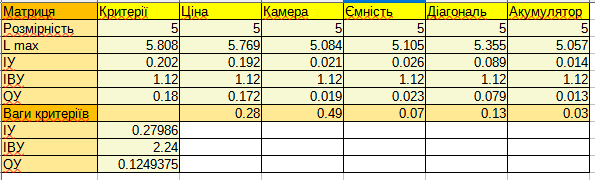 Матриця Критерії Ціна Камера Ємність Діагональ Акумулятор
Розмірність 5 5 5 5 5 5
L max 5.808 5.769 5.084 5.105 5.355 5.057
ІУ 0.202 0.192 0.021 0.026 0.089 0.014
ІВУ 1.12 1.12 1.12 1.12 1.12 1.12
ОУ 0.18 0.172 0.019 0.023 0.079 0.013
Ваги критеріїв 0.28 0.49 0.07 0.13 0.03
ІУ 0.27986
ІВУ 2.24
ОУ 0.1249375